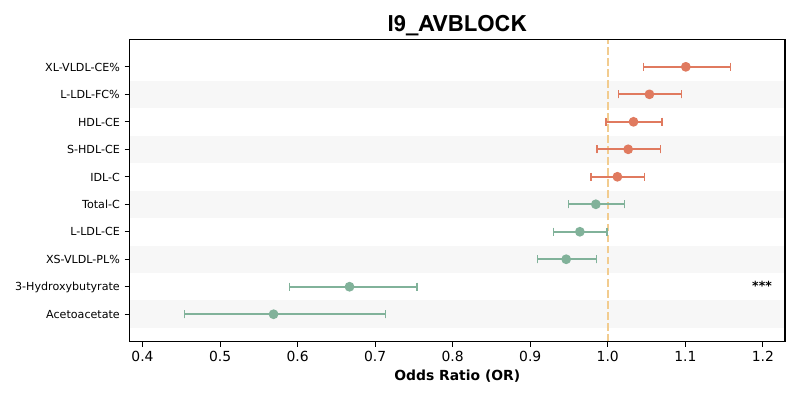 I9_AVBLOCK
XL-VLDL-CE%
L-LDL-FC%
HDL-CE
S-HDL-CE
IDL-C
Total-C
L-LDL-CE
XS-VLDL-PL%
3-Hydroxybutyrate ***
Acetoacetate
0.4 0.5 0.6 0.7 0.8 0.9 1.0 1.1 1.2
Odds Ratio (OR)